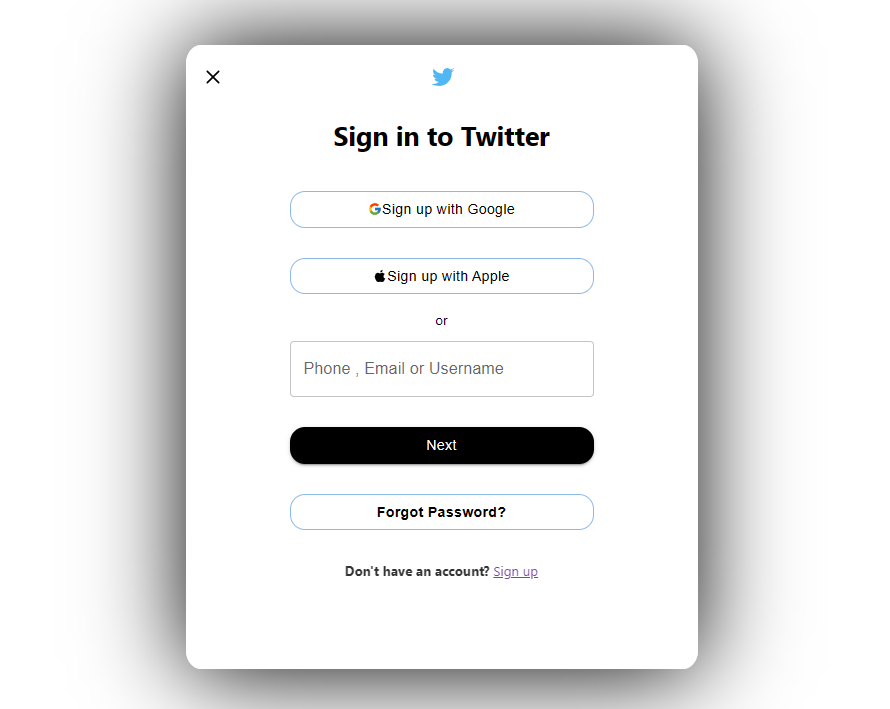 Sign in to Twitter
Sign up with Google
Sign up with Apple
or
Phone , Email or Username
Next
Forgot Password?
Don't have an account? Sign up